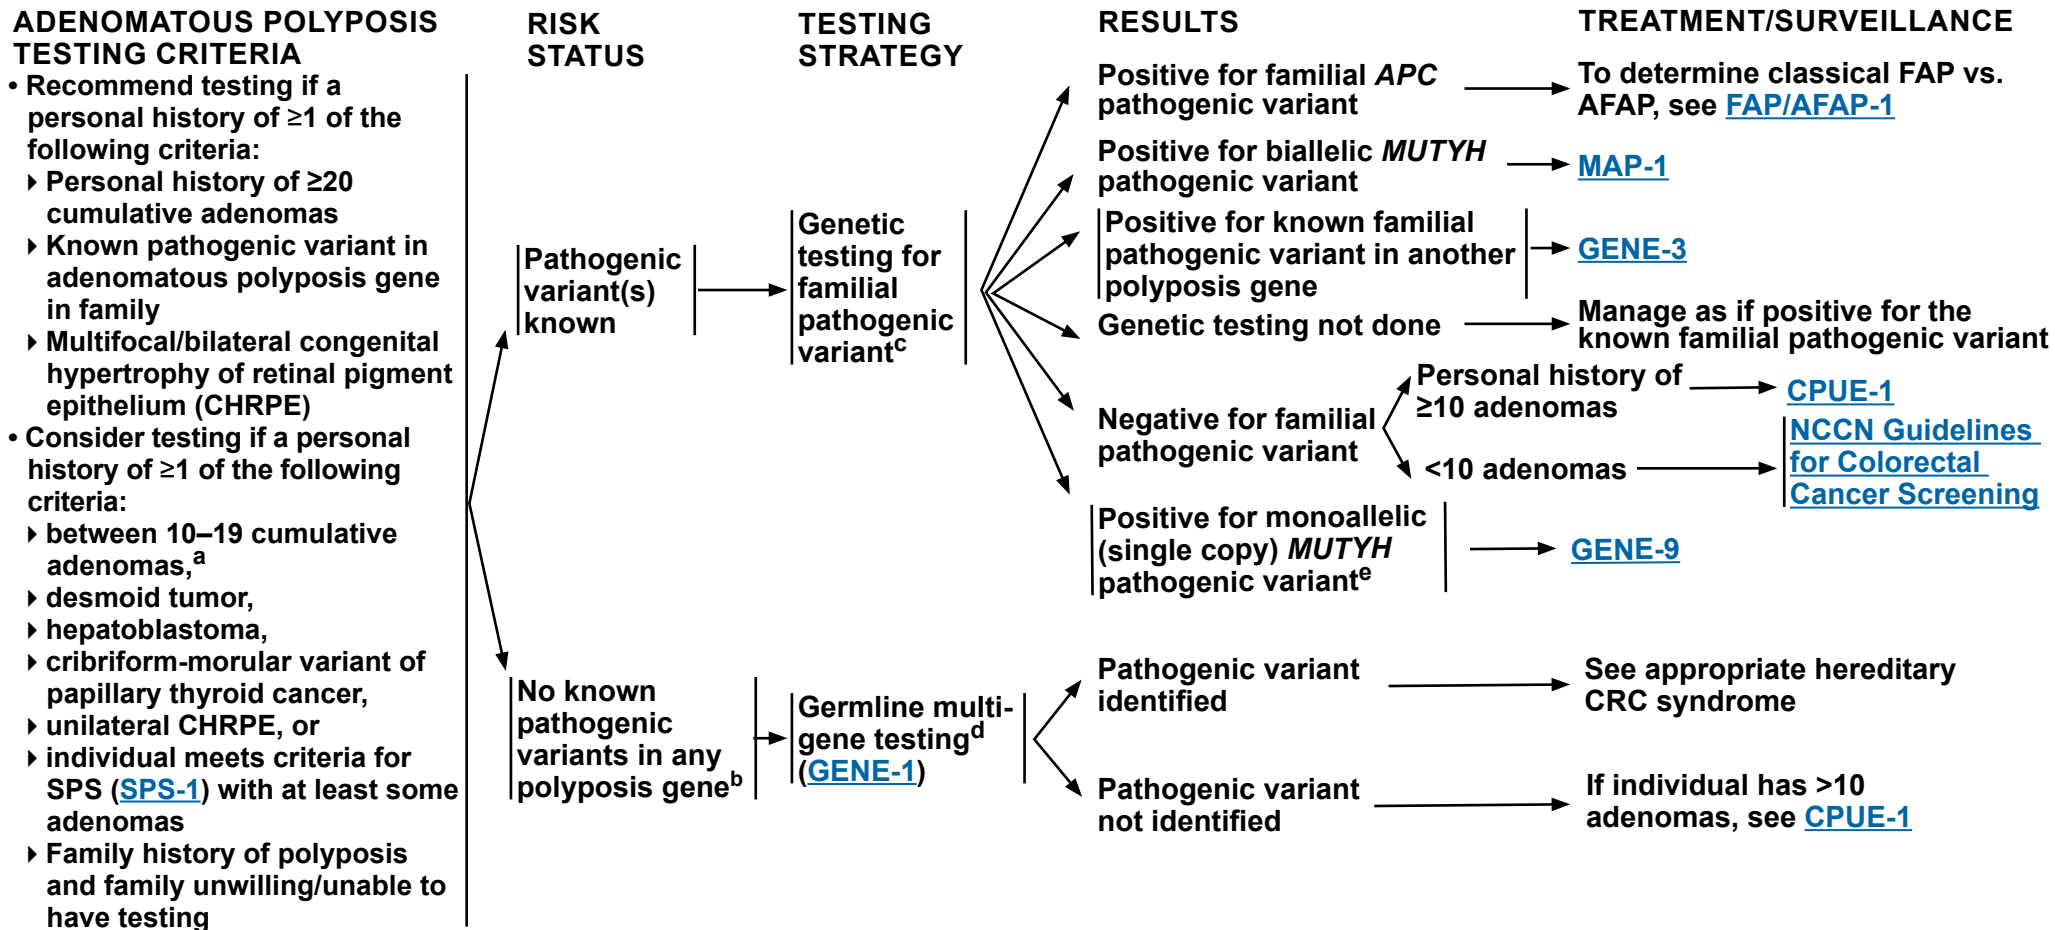 ADENOMATOUS POLYPOSIS
TESTING CRITERIA
• Recommend testing if a
personal history of ≥1 of the
following criteria:
▸ Personal history of ≥20
cumulative adenomas
▸ Known pathogenic variant in
adenomatous polyposis gene
in family
▸ Multifocal/bilateral congenital
hypertrophy of retinal pigment
epithelium (CHRPE)
• Consider testing if a personal
history of ≥1 of the following
criteria:
▸ between 10–19 cumulative
adenomas,a
▸ desmoid tumor,
▸ hepatoblastoma,
▸ cribriform-morular variant of
papillary thyroid cancer,
▸ unilateral CHRPE, or
▸ individual meets criteria for
SPS (SPS-1) with at least some
adenomas
▸ Family history of polyposis
and family unwilling/unable to
have testing
RISK
STATUS
Pathogenic
variant(s)
known
No known
pathogenic
variants in any
polyposis geneb
TESTING
STRATEGY
Genetic
testing for
familial
pathogenic
variantc
Germline multi-
gene testingd
(GENE-1)
RESULTS
Positive for familial APC
pathogenic variant
Positive for biallelic MUTYH
pathogenic variant
Positive for known familial
pathogenic variant in another
polyposis gene
Genetic testing not done
Negative for familial
pathogenic variant
Personal history of
≥10 adenomas
<10 adenomas
Positive for monoallelic
(single copy) MUTYH
pathogenic variante
Pathogenic variant
identified
Pathogenic variant
not identified
TREATMENT/SURVEILLANCE
To determine classical FAP vs.
AFAP, see FAP/AFAP-1
MAP-1
GENE-3
Manage as if positive for the
known familial pathogenic variant
CPUE-1
NCCN Guidelines
for Colorectal
Cancer Screening
GENE-9
See appropriate hereditary
CRC syndrome
If individual has >10
adenomas, see CPUE-1